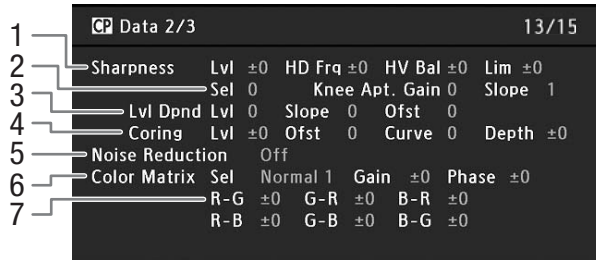 CP Data 2/3 13/15
1 Sharpness Lvl ±0 HD Frq ±0 HV Bal ±0 Lim ±0
2 Sel 0 Knee Apt. Gain 0 Slope 1
3 Lvl Dpnd Lvl 0 Slope 0 Ofst 0
4 Coring Lvl ±0 Ofst 0 Curve 0 Depth ±0
5 Noise Reduction Off
6 Color Matrix Sel Normal 1 Gain ±0 Phase ±0
7 R-G ±0 G-R ±0 B-R ±0
R-B ±0 G-B ±0 B-G ±0